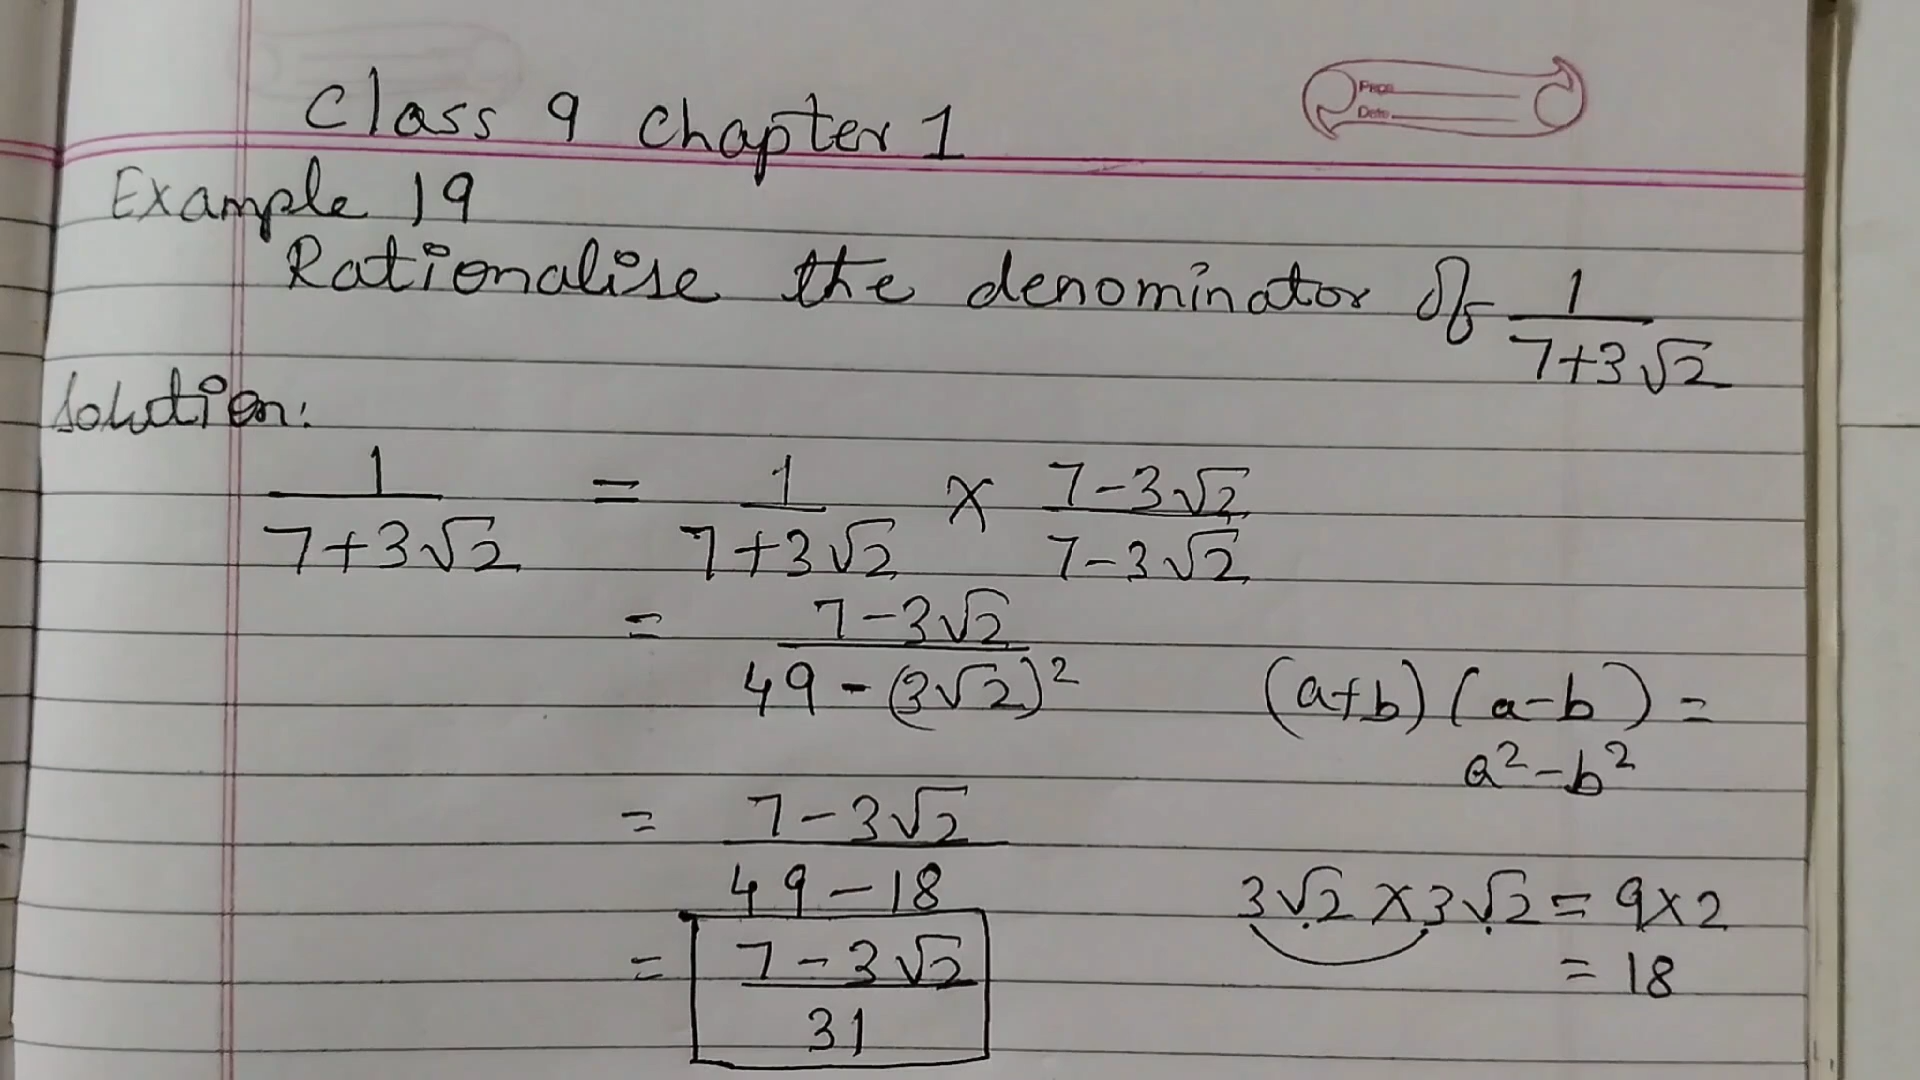 Class 9 Chapter 1
Page
Date
Example 19
Rationalise the denominator of 1/(7+3√2)
Solution:
1/(7+3√2) = 1/(7+3√2) × (7-3√2)/(7-3√2)
= (7-3√2)/(49-(3√2)²)
(a+b)(a-b) =
a²-b²
= (7-3√2)/(49-18)
3√2×3√2 = 9×2
= 18
= (7-3√2)/31